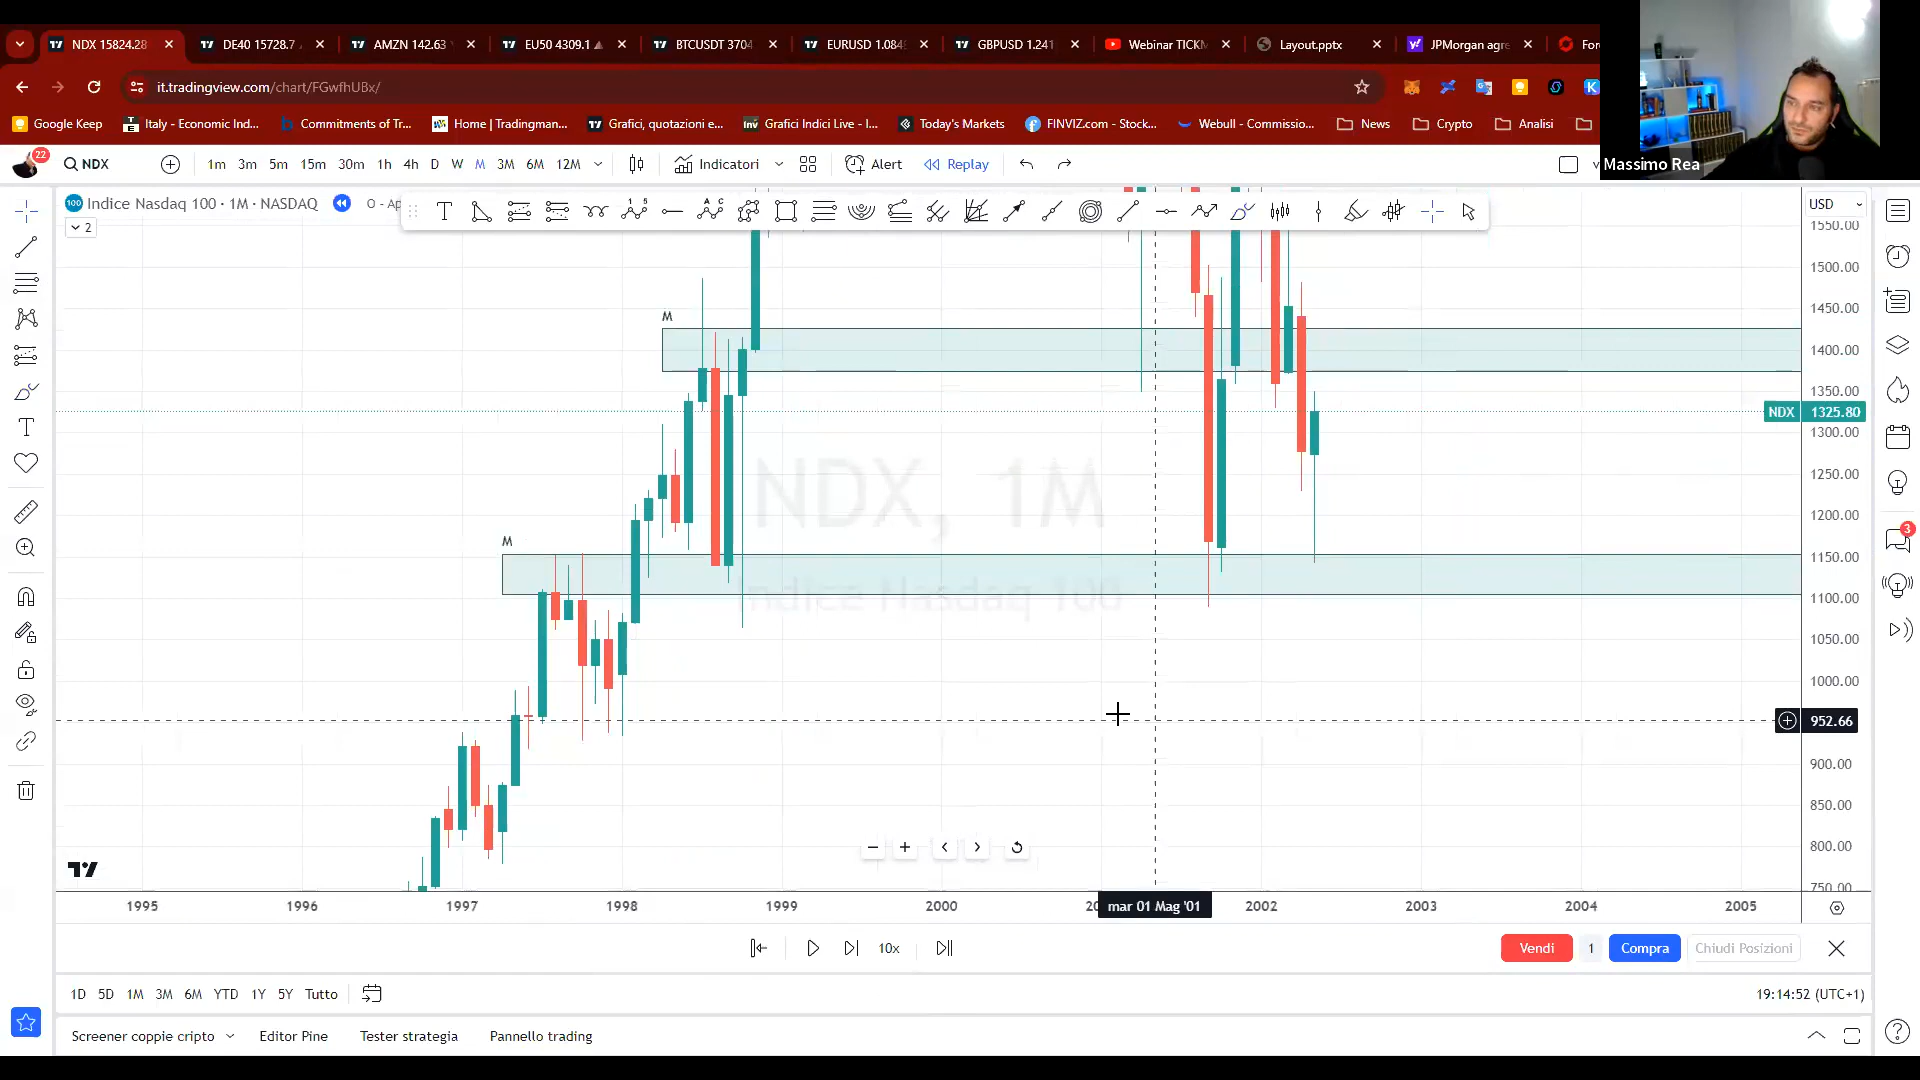 NDX 15824.28
DE40 15728.7
AMZN 142.63
EU50 4309.1
BTCUSDT 3704
EURUSD 1.084
GBPUSD 1.241
Webinar TICKM
Layout.pptx
JPMorgan agre
For
it.tradingview.com/chart/FGwfhUBx/
Google Keep
Italy - Economic Ind...
Commitments of Tr...
Home | Tradingman...
Grafici, quotazioni e...
Grafici Indici Live - I...
Today's Markets
FINVIZ.com - Stock...
Webull - Commissio...
News
Crypto
Analisi
Massimo Rea
22
NDX
1m 3m 5m 15m 30m 1h 4h D W M 3M 6M 12M
Indicatori
Alert
Replay
Indice Nasdaq 100 · 1M · NASDAQ
USD
2
M
M
NDX, 1M
Indice Nasdaq 100
1550.00
1500.00
1450.00
1400.00
1350.00
NDX 1325.80
1300.00
1250.00
1200.00
1150.00
1100.00
1050.00
1000.00
952.66
900.00
850.00
800.00
750.00
3
1995 1996 1997 1998 1999 2000 mar 01 Mag '01 2002 2003 2004 2005
10x
Vendi 1 Compra Chiudi Posizioni
1D 5D 1M 3M 6M YTD 1Y 5Y Tutto
19:14:52 (UTC+1)
Screener coppie cripto
Editor Pine
Tester strategia
Pannello trading